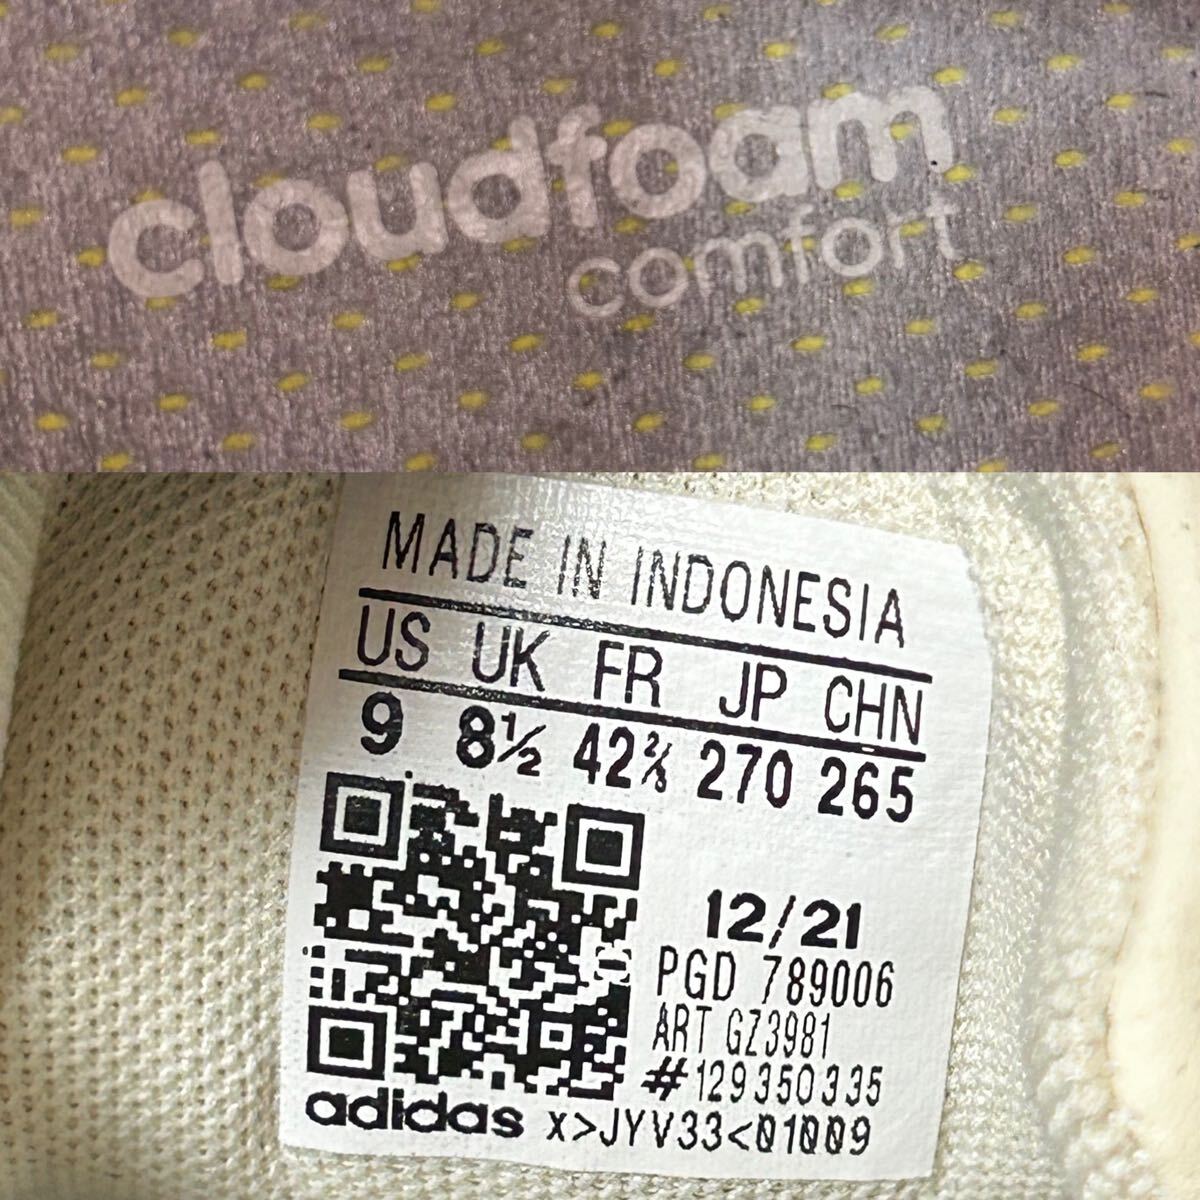 cloudfoam
comfort
MADE IN INDONESIA
US UK FR JP CHN
9 8½ 42⅔ 270 265
12/21
PGD 789006
ART GZ3981
#129350335
adidas X>JYV33<01009